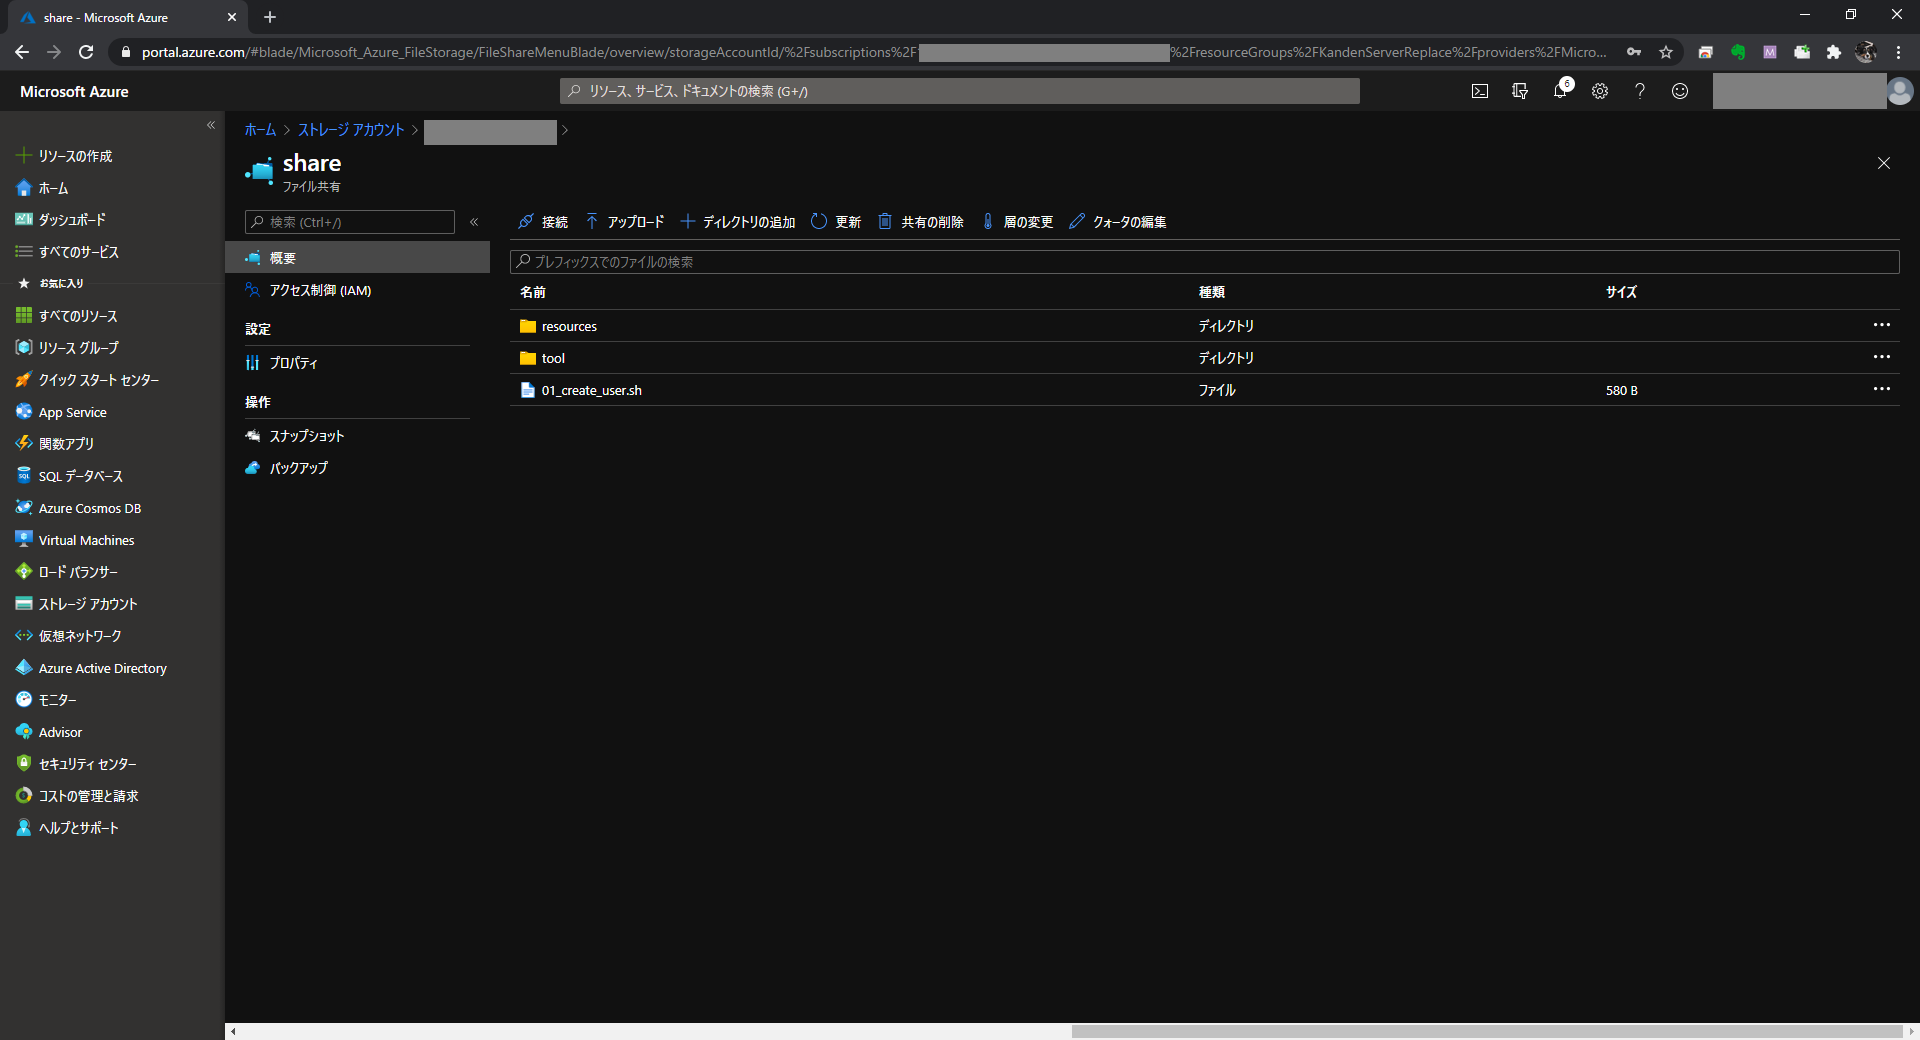 share - Microsoft Azure
portal.azure.com/#blade/Microsoft_Azure_FileStorage/FileShareMenuBlade/overview/storageAccountId/%2Fsubscriptions%2F %2FresourceGroups%2FKandenServerReplace%2Fproviders%2FMicro...
Microsoft Azure
リソース、サービス、ドキュメントの検索 (G+/)
6
リソースの作成
ホーム
ダッシュボード
すべてのサービス
お気に入り
すべてのリソース
リソース グループ
クイック スタート センター
App Service
関数アプリ
SQL データベース
Azure Cosmos DB
Virtual Machines
ロード バランサー
ストレージ アカウント
仮想ネットワーク
Azure Active Directory
モニター
Advisor
セキュリティ センター
コストの管理と請求
ヘルプとサポート
ホーム > ストレージ アカウント > >
share
ファイル共有
検索 (Ctrl+/)
概要
アクセス制御 (IAM)
設定
プロパティ
操作
スナップショット
バックアップ
接続 アップロード ディレクトリの追加 更新 共有の削除 層の変更 クォータの編集
プレフィックスでのファイルの検索
名前 種類 サイズ
resources ディレクトリ
tool ディレクトリ
01_create_user.sh ファイル 580 B